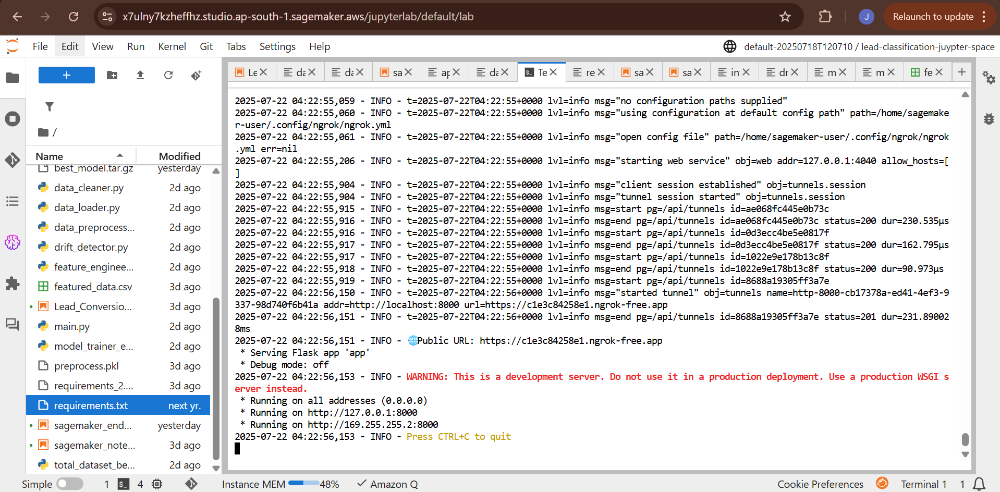 x7ulny7kzheffhz.studio.ap-south-1.sagemaker.aws/jupyterlab/default/lab
J
Relaunch to update
File Edit View Run Kernel Git Tabs Settings Help
default-20250718T120710 / lead-classification-juypter-space
+
Le da da sa ap da Te re sa sa in dr m m fe +
/
Name Modified
best_model.tar.gz yesterday
data_cleaner.py 2d ago
data_loader.py 2d ago
data_preprocess... 2d ago
drift_detector.py 2d ago
feature_enginee... 2d ago
featured_data.csv 3d ago
Lead_Conversio... 3d ago
main.py 2d ago
model_trainer_e... 2d ago
preprocess.pkl 3d ago
requirements_2.... 3d ago
requirements.txt next yr.
sagemaker_end... yesterday
sagemaker_note... 3d ago
total_dataset_be... 2d ago
2025-07-22 04:22:55,059 - INFO - t=2025-07-22T04:22:55+0000 lvl=info msg="no configuration paths supplied"
2025-07-22 04:22:55,060 - INFO - t=2025-07-22T04:22:55+0000 lvl=info msg="using configuration at default config path" path=/home/sagemake
r-user/.config/ngrok/ngrok.yml
2025-07-22 04:22:55,061 - INFO - t=2025-07-22T04:22:55+0000 lvl=info msg="open config file" path=/home/sagemaker-user/.config/ngrok/ngrok
.yml err=nil
2025-07-22 04:22:55,206 - INFO - t=2025-07-22T04:22:55+0000 lvl=info msg="starting web service" obj=web addr=127.0.0.1:4040 allow_hosts=[
]
2025-07-22 04:22:55,904 - INFO - t=2025-07-22T04:22:55+0000 lvl=info msg="client session established" obj=tunnels.session
2025-07-22 04:22:55,904 - INFO - t=2025-07-22T04:22:55+0000 lvl=info msg="tunnel session started" obj=tunnels.session
2025-07-22 04:22:55,915 - INFO - t=2025-07-22T04:22:55+0000 lvl=info msg=start pg=/api/tunnels id=ae068fc445e0b73c
2025-07-22 04:22:55,916 - INFO - t=2025-07-22T04:22:55+0000 lvl=info msg=end pg=/api/tunnels id=ae068fc445e0b73c status=200 dur=230.535µs
2025-07-22 04:22:55,916 - INFO - t=2025-07-22T04:22:55+0000 lvl=info msg=start pg=/api/tunnels id=0d3ecc4be5e0817f
2025-07-22 04:22:55,917 - INFO - t=2025-07-22T04:22:55+0000 lvl=info msg=end pg=/api/tunnels id=0d3ecc4be5e0817f status=200 dur=162.795µs
2025-07-22 04:22:55,917 - INFO - t=2025-07-22T04:22:55+0000 lvl=info msg=start pg=/api/tunnels id=1022e9e178b13c8f
2025-07-22 04:22:55,918 - INFO - t=2025-07-22T04:22:55+0000 lvl=info msg=end pg=/api/tunnels id=1022e9e178b13c8f status=200 dur=90.973µs
2025-07-22 04:22:55,919 - INFO - t=2025-07-22T04:22:55+0000 lvl=info msg=start pg=/api/tunnels id=8688a19305ff3a7e
2025-07-22 04:22:56,150 - INFO - t=2025-07-22T04:22:56+0000 lvl=info msg="started tunnel" obj=tunnels name=http-8000-cb17378a-ed41-4ef3-9
337-98d740f6b41a addr=http://localhost:8000 url=https://c1e3c84258e1.ngrok-free.app
2025-07-22 04:22:56,151 - INFO - t=2025-07-22T04:22:56+0000 lvl=info msg=end pg=/api/tunnels id=8688a19305ff3a7e status=201 dur=231.89002
8ms
2025-07-22 04:22:56,151 - INFO - 🌐Public URL: https://c1e3c84258e1.ngrok-free.app
* Serving Flask app 'app'
* Debug mode: off
2025-07-22 04:22:56,153 - INFO - WARNING: This is a development server. Do not use it in a production deployment. Use a production WSGI s
erver instead.
* Running on all addresses (0.0.0.0)
* Running on http://127.0.0.1:8000
* Running on http://169.255.255.2:8000
2025-07-22 04:22:56,153 - INFO - Press CTRL+C to quit
Simple 1 $_ 4 Instance MEM 48% Amazon Q Cookie Preferences Terminal 1 1